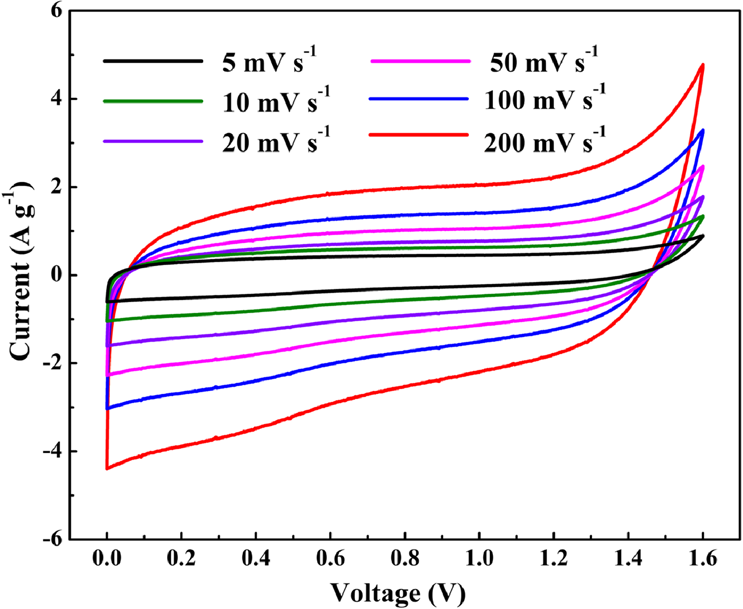 6
4
2
0
-2
-4
-6
Current (A g⁻¹)
5 mV s⁻¹
10 mV s⁻¹
20 mV s⁻¹
50 mV s⁻¹
100 mV s⁻¹
200 mV s⁻¹
0.0 0.2 0.4 0.6 0.8 1.0 1.2 1.4 1.6
Voltage (V)